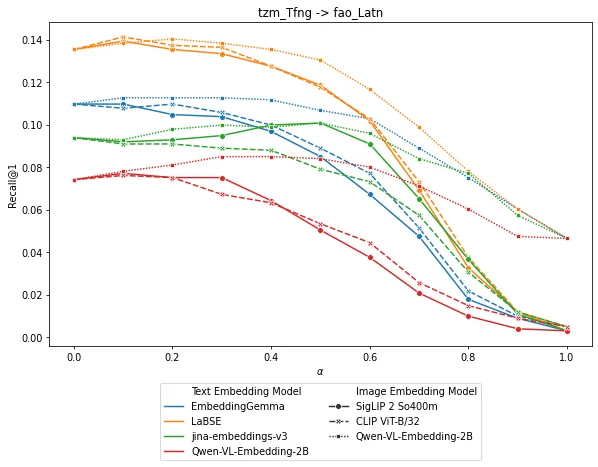 tzm_Tfng -> fao_Latn
Recall@1
0.14
0.12
0.10
0.08
0.06
0.04
0.02
0.00
0.0 0.2 0.4 0.6 0.8 1.0
α
Text Embedding Model
EmbeddingGemma
LaBSE
jina-embeddings-v3
Qwen-VL-Embedding-2B
Image Embedding Model
SigLIP 2 So400m
CLIP ViT-B/32
Qwen-VL-Embedding-2B